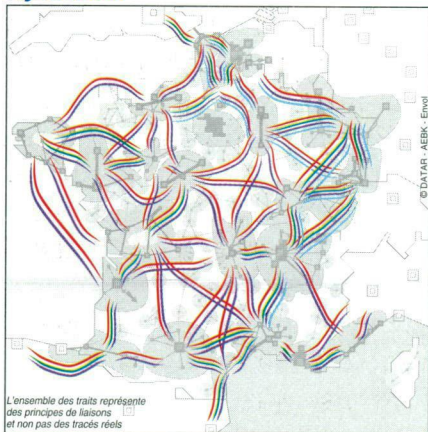 © DATAR - AEBK - Envol
L'ensemble des traits représente
des principes de liaisons
et non pas des tracés réels